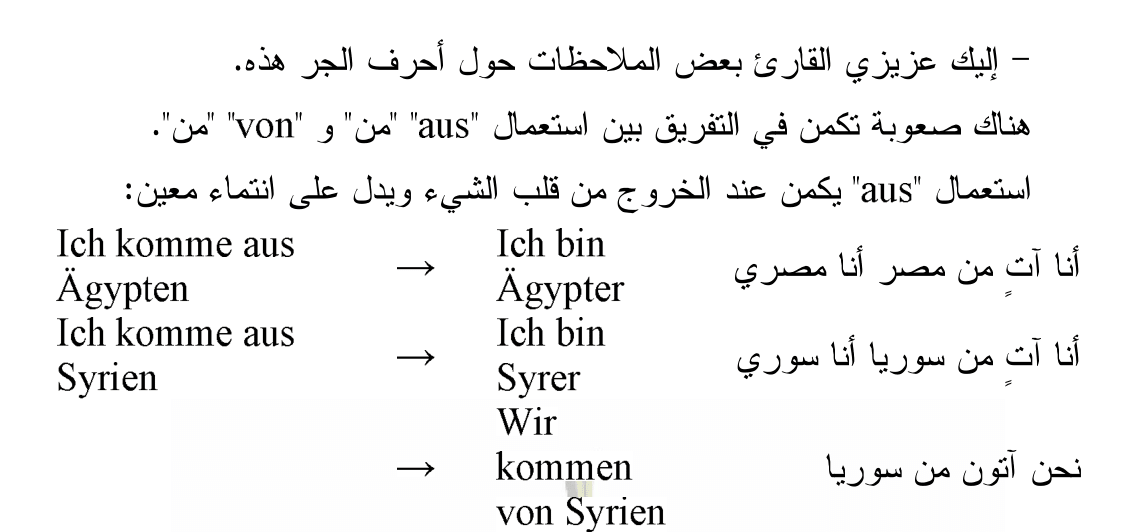 – إليك عزيزي القارئ بعض الملاحظات حول أحرف الجر هذه.
هناك صعوبة تكمن في التفريق بين استعمال "aus" "من" و "von" "من".
استعمال "aus" يكمن عند الخروج من قلب الشيء ويدل على انتماء معين:
Ich komme aus
Ägypten
→
Ich bin
Ägypter
أنا آتٍ من مصر أنا مصري
Ich komme aus
Syrien
→
Ich bin
Syrer
أنا آتٍ من سوريا أنا سوري
→
Wir
kommen
von Syrien
نحن آتون من سوريا